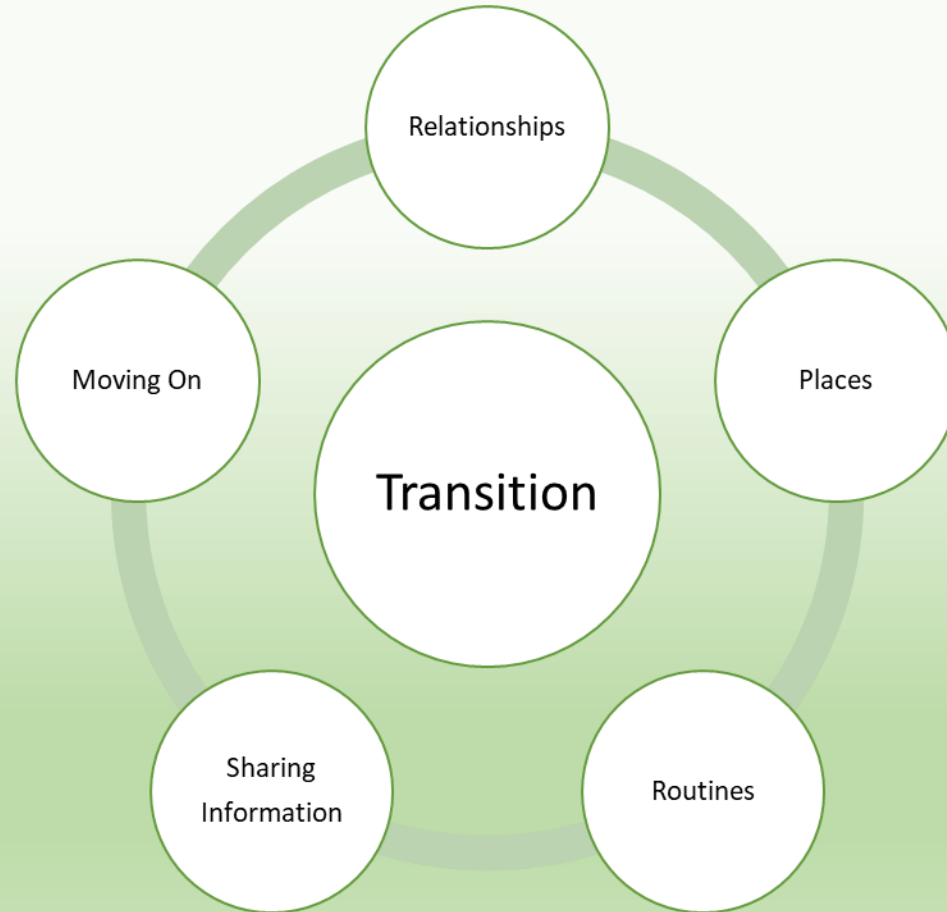 Relationships
Moving On
Places
Transition
Sharing
Information
Routines